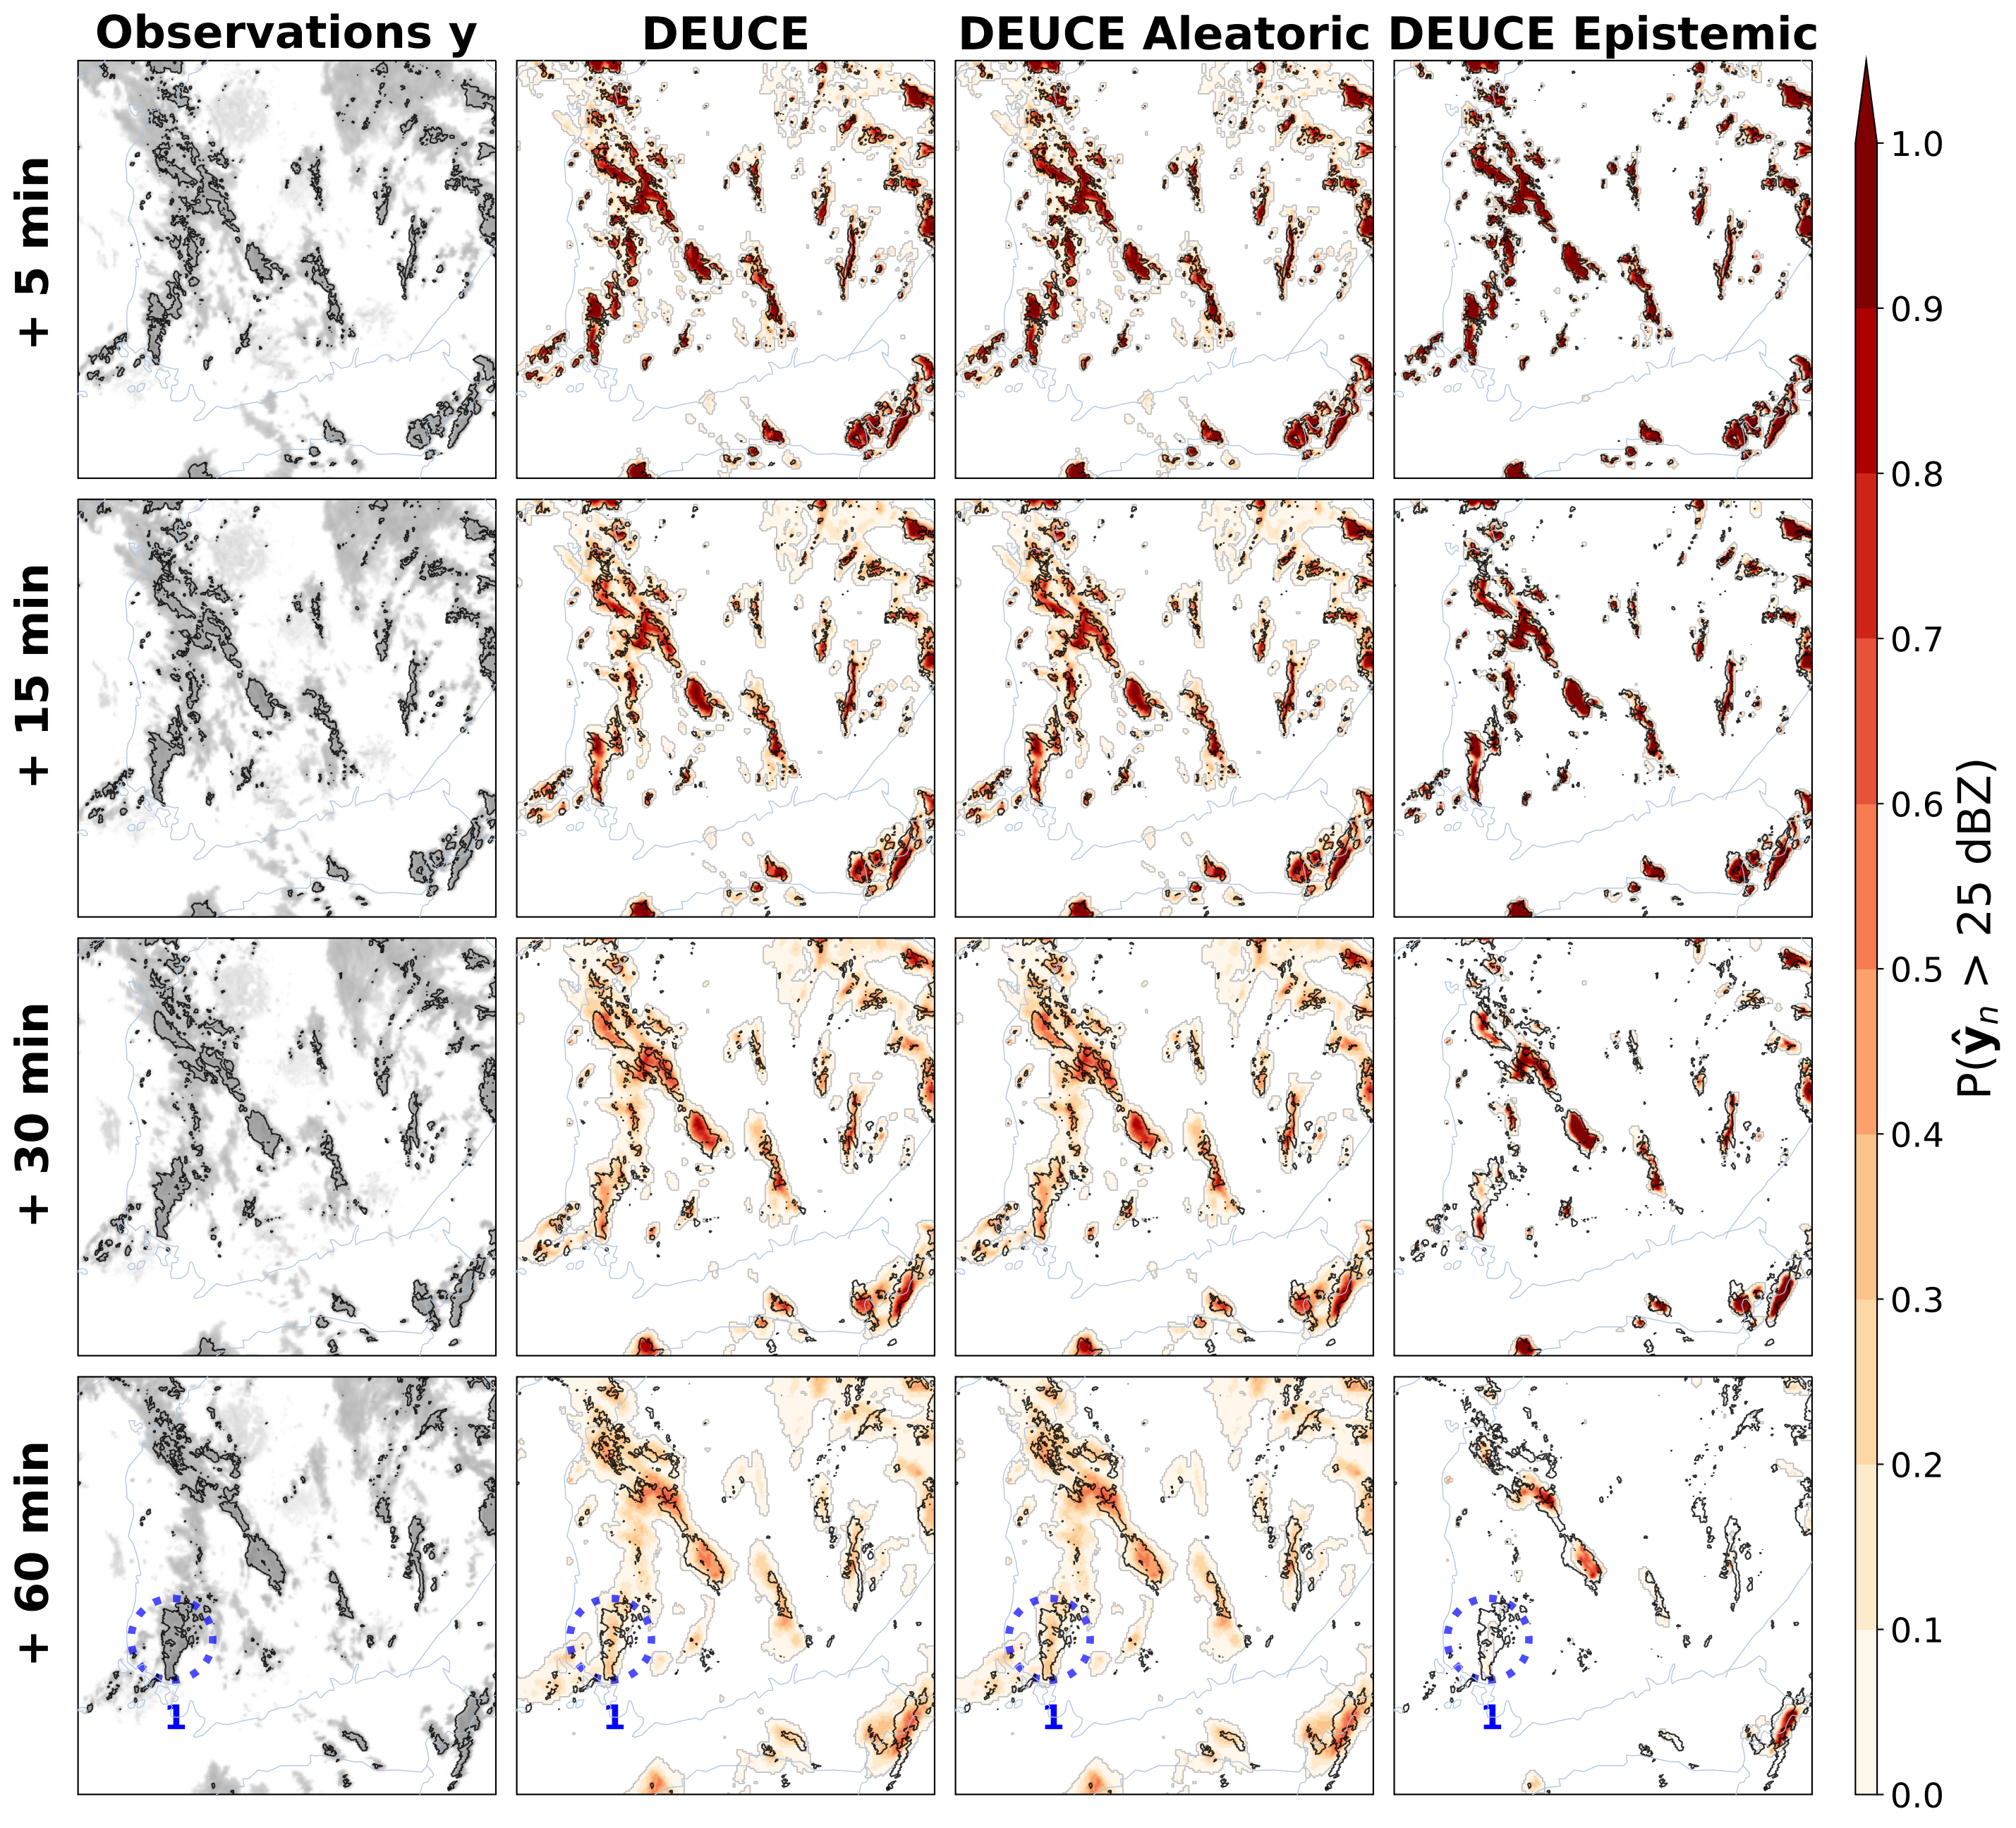 Observations y
DEUCE
DEUCE Aleatoric
DEUCE Epistemic
+ 5 min
+ 15 min
+ 30 min
+ 60 min
1
1
1
1
1.0
0.9
0.8
0.7
0.6
0.5
0.4
0.3
0.2
0.1
0.0
P(ŷₙ > 25 dBZ)